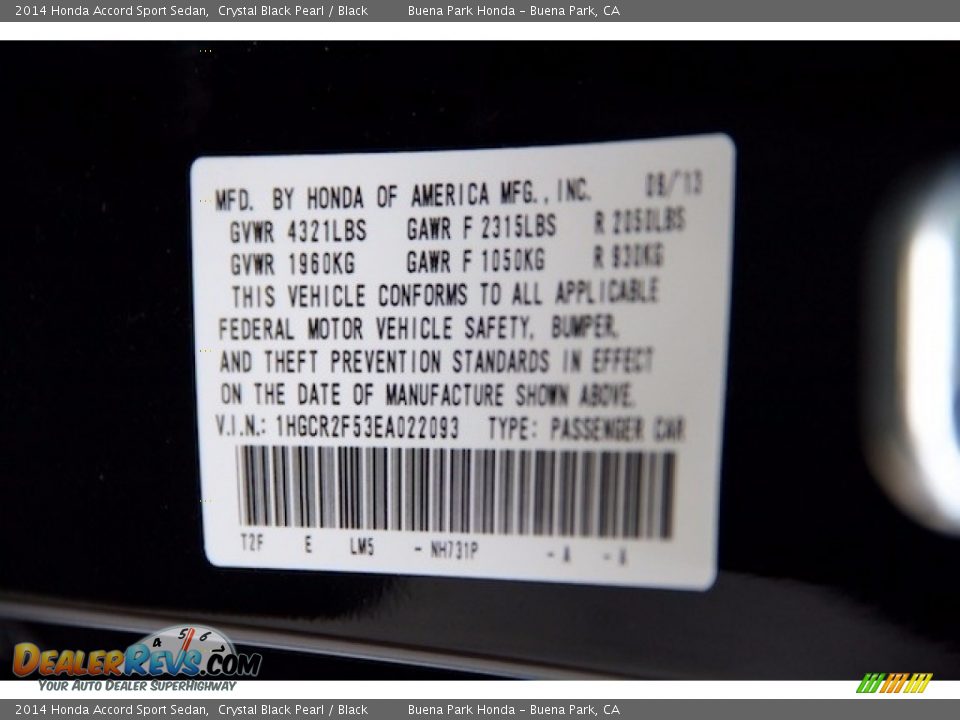 2014 Honda Accord Sport Sedan,  Crystal Black Pearl / Black    Buena Park Honda – Buena Park, CA
MFD. BY HONDA OF AMERICA MFG., INC. 08/13
GVWR 4321LBS GAWR F 2315LBS R 2050LBS
GVWR 1960KG GAWR F 1050KG R 930KG
THIS VEHICLE CONFORMS TO ALL APPLICABLE
FEDERAL MOTOR VEHICLE SAFETY, BUMPER,
AND THEFT PREVENTION STANDARDS IN EFFECT
ON THE DATE OF MANUFACTURE SHOWN ABOVE.
V.I.N.: 1HGCR2F53EA022093 TYPE: PASSENGER CAR
T2F E LM5 - NH731P - A - A
4 5 6
DEALERREVS.COM
YOUR AUTO DEALER SUPERHIGHWAY
2014 Honda Accord Sport Sedan,  Crystal Black Pearl / Black    Buena Park Honda – Buena Park, CA